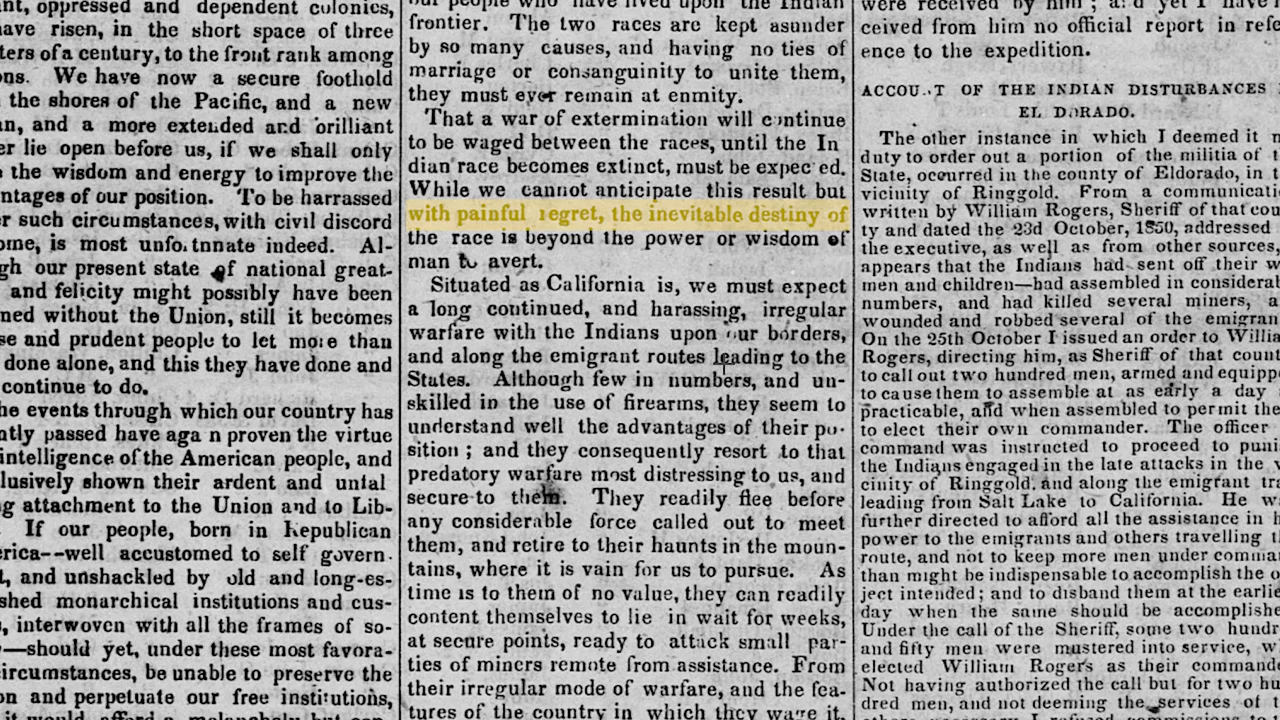 nt, oppressed and dependent colonies,
have risen, in the short space of three
ters of a century, to the front rank among
ons. We have now a secure foothold
the shores of the Pacific, and a new
an, and a more extended and brilliant
er lie open before us, if we shall only
the wisdom and energy to improve the
ntages of our position. To be harrassed
er such circumstances, with civil discord
ome, is most unfo.tnnate indeed. Al-
gh our present state of national great-
and felicity might possibly have been
ned without the Union, still it becomes
se and prudent people to let more than
done alone, and this they have done and
continue to do.
he events through which our country has
ntly passed have aga n proven the virtue
intelligence of the American people, and
lusively shown their ardent and untal
g attachment to the Union and to Lib-
If our people, born in Republican
erica--well accustomed to self govern-
t, and unshackled by old and long-es-
shed monarchical institutions and cus-
, interwoven with all the frames of so-
—should yet, under these most favora-
circumstances, be unable to preserve the
on and perpetuate our free institutions,
it would afford a melancholy but con
our people who have lived upon the Indian
frontier. The two races are kept asunder
by so many causes, and having no ties of
marriage or consanguinity to unite them,
they must ever remain at enmity.
That a war of extermination will continue
to be waged between the races, until the In
dian race becomes extinct, must be expec ed.
While we cannot anticipate this result but
with painful regret, the inevitable destiny of
the race is beyond the power or wisdom of
man to avert.
Situated as California is, we must expect
a long continued, and harassing, irregular
warfare with the Indians upon our borders,
and along the emigrant routes leading to the
States. Although few in numbers, and un-
skilled in the use of firearms, they seem to
understand well the advantages of their po-
sition ; and they consequently resort to that
predatory warfare most distressing to us, and
secure to them. They readily flee before
any considerable force called out to meet
them, and retire to their haunts in the moun-
tains, where it is vain for us to pursue. As
time is to them of no value, they can readily
content themselves to lie in wait for weeks,
at secure points, ready to attack small par-
ties of miners remote from assistance. From
their irregular mode of warfare, and the fea-
tures of the country in which they wage it,
were received by him ; and yet I have
ceived from him no official report in refe
ence to the expedition.
ACCOU.T OF THE INDIAN DISTURBANCES
EL DORADO.
The other instance in which I deemed it m
duty to order out a portion of the militia of t
State, ocurred in the county of Eldorado, in t
vicinity of Ringgold. From a communicati
written by William Rogers, Sheriff of that cou
ty and dated the 23d October, 1850, addressed
the executive, as well as from other sources,
appears that the Indians had sent off their w
men and children—had assembled in considerab
numbers, and had killed several miners, a
wounded and robbed several of the emigran
On the 25th October I issued an order to Willia
Rogers, directing him, as Sheriff of that count
to call out two hundred men, armed and equippe
to cause them to assemble at as early a day
practicable, and when assembled to permit the
to elect their own commander. The officer
command was instructed to proceed to puni
the Indians engaged in the late attacks in the v
cinity of Ringgold, and along the emigrant tra
leading from Salt Lake to California. He wa
further directed to afford all the assistance in h
power to the emigrants and others travelling th
route, and not to keep more men under comman
than might be indispensable to accomplish the o
ject intended; and to disband them at the earlie
day when the same should be accomplishe
Under the call of the Sheriff, some two hundr
and fifty men were mustered into service, w
elected William Rogers as their commande
Not having authorized the call but for two hu
dred men, and not deeming the services of t